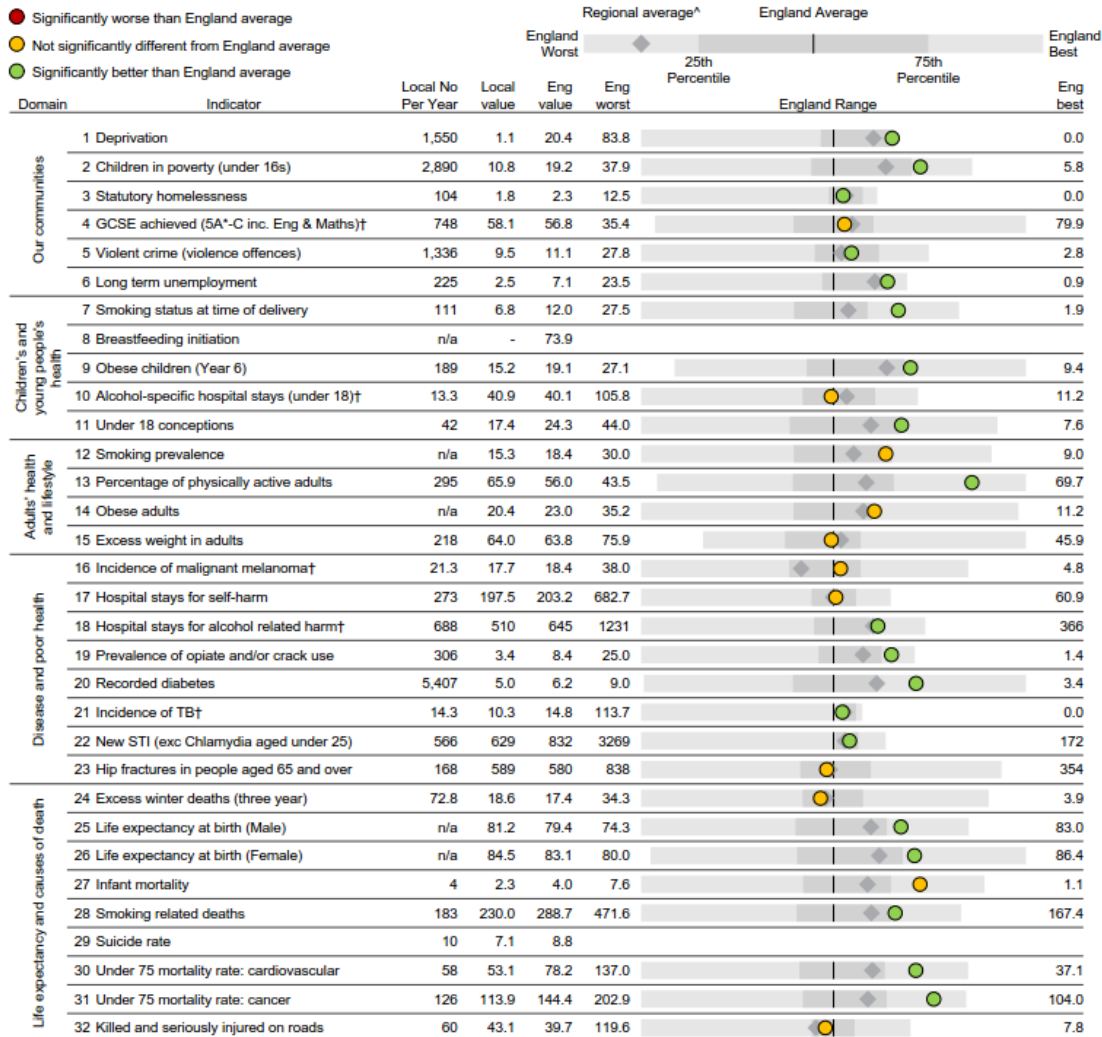 Significantly worse than England average
Not significantly different from England average
Significantly better than England average
Regional average^ England Average
England Worst England Best
25th Percentile 75th Percentile
Domain Indicator Local No Per Year Local value Eng value Eng worst England Range Eng best
Our communities
1 Deprivation 1,550 1.1 20.4 83.8 0.0
2 Children in poverty (under 16s) 2,890 10.8 19.2 37.9 5.8
3 Statutory homelessness 104 1.8 2.3 12.5 0.0
4 GCSE achieved (5A*-C inc. Eng & Maths)† 748 58.1 56.8 35.4 79.9
5 Violent crime (violence offences) 1,336 9.5 11.1 27.8 2.8
6 Long term unemployment 225 2.5 7.1 23.5 0.9
Children's and young people's health
7 Smoking status at time of delivery 111 6.8 12.0 27.5 1.9
8 Breastfeeding initiation n/a - 73.9
9 Obese children (Year 6) 189 15.2 19.1 27.1 9.4
10 Alcohol-specific hospital stays (under 18)† 13.3 40.9 40.1 105.8 11.2
11 Under 18 conceptions 42 17.4 24.3 44.0 7.6
Adults' health and lifestyle
12 Smoking prevalence n/a 15.3 18.4 30.0 9.0
13 Percentage of physically active adults 295 65.9 56.0 43.5 69.7
14 Obese adults n/a 20.4 23.0 35.2 11.2
15 Excess weight in adults 218 64.0 63.8 75.9 45.9
Disease and poor health
16 Incidence of malignant melanoma† 21.3 17.7 18.4 38.0 4.8
17 Hospital stays for self-harm 273 197.5 203.2 682.7 60.9
18 Hospital stays for alcohol related harm† 688 510 645 1231 366
19 Prevalence of opiate and/or crack use 306 3.4 8.4 25.0 1.4
20 Recorded diabetes 5,407 5.0 6.2 9.0 3.4
21 Incidence of TB† 14.3 10.3 14.8 113.7 0.0
22 New STI (exc Chlamydia aged under 25) 566 629 832 3269 172
23 Hip fractures in people aged 65 and over 168 589 580 838 354
Life expectancy and causes of death
24 Excess winter deaths (three year) 72.8 18.6 17.4 34.3 3.9
25 Life expectancy at birth (Male) n/a 81.2 79.4 74.3 83.0
26 Life expectancy at birth (Female) n/a 84.5 83.1 80.0 86.4
27 Infant mortality 4 2.3 4.0 7.6 1.1
28 Smoking related deaths 183 230.0 288.7 471.6 167.4
29 Suicide rate 10 7.1 8.8
30 Under 75 mortality rate: cardiovascular 58 53.1 78.2 137.0 37.1
31 Under 75 mortality rate: cancer 126 113.9 144.4 202.9 104.0
32 Killed and seriously injured on roads 60 43.1 39.7 119.6 7.8